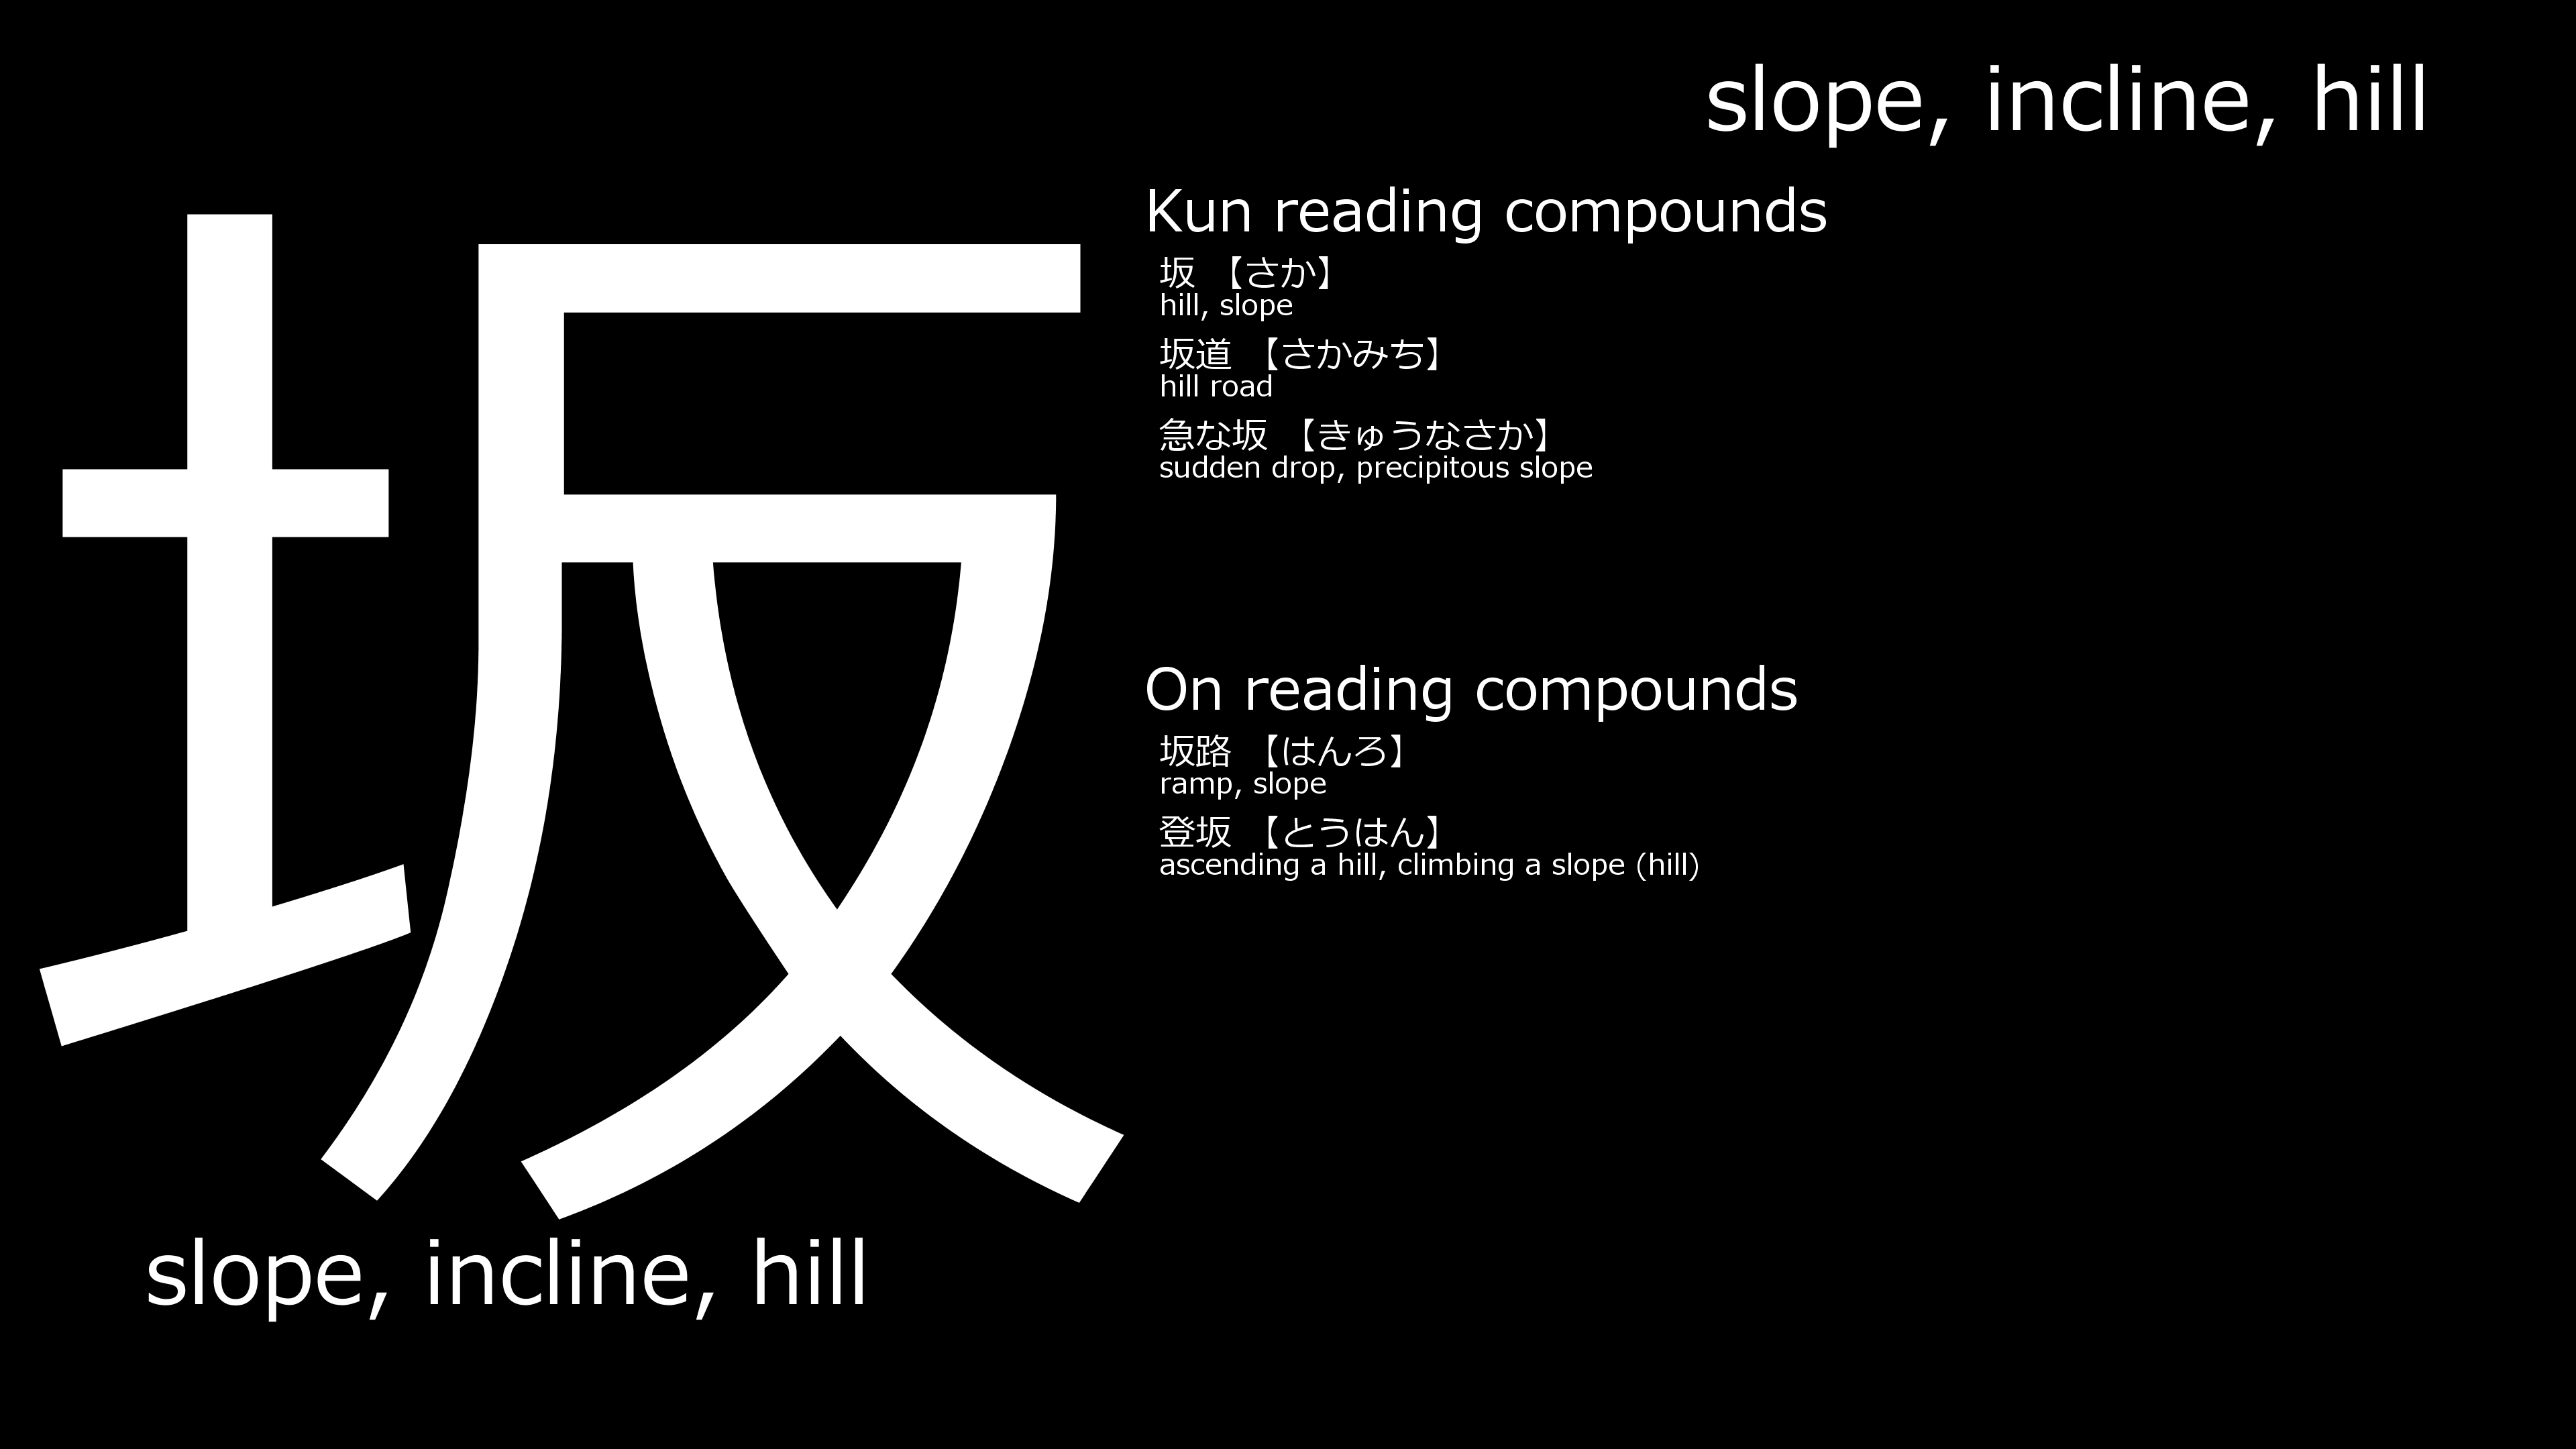 slope, incline, hill
坂
slope, incline, hill
Kun reading compounds
坂 【さか】
hill, slope
坂道 【さかみち】
hill road
急な坂 【きゅうなさか】
sudden drop, precipitous slope
On reading compounds
坂路 【はんろ】
ramp, slope
登坂 【とうはん】
ascending a hill, climbing a slope (hill)